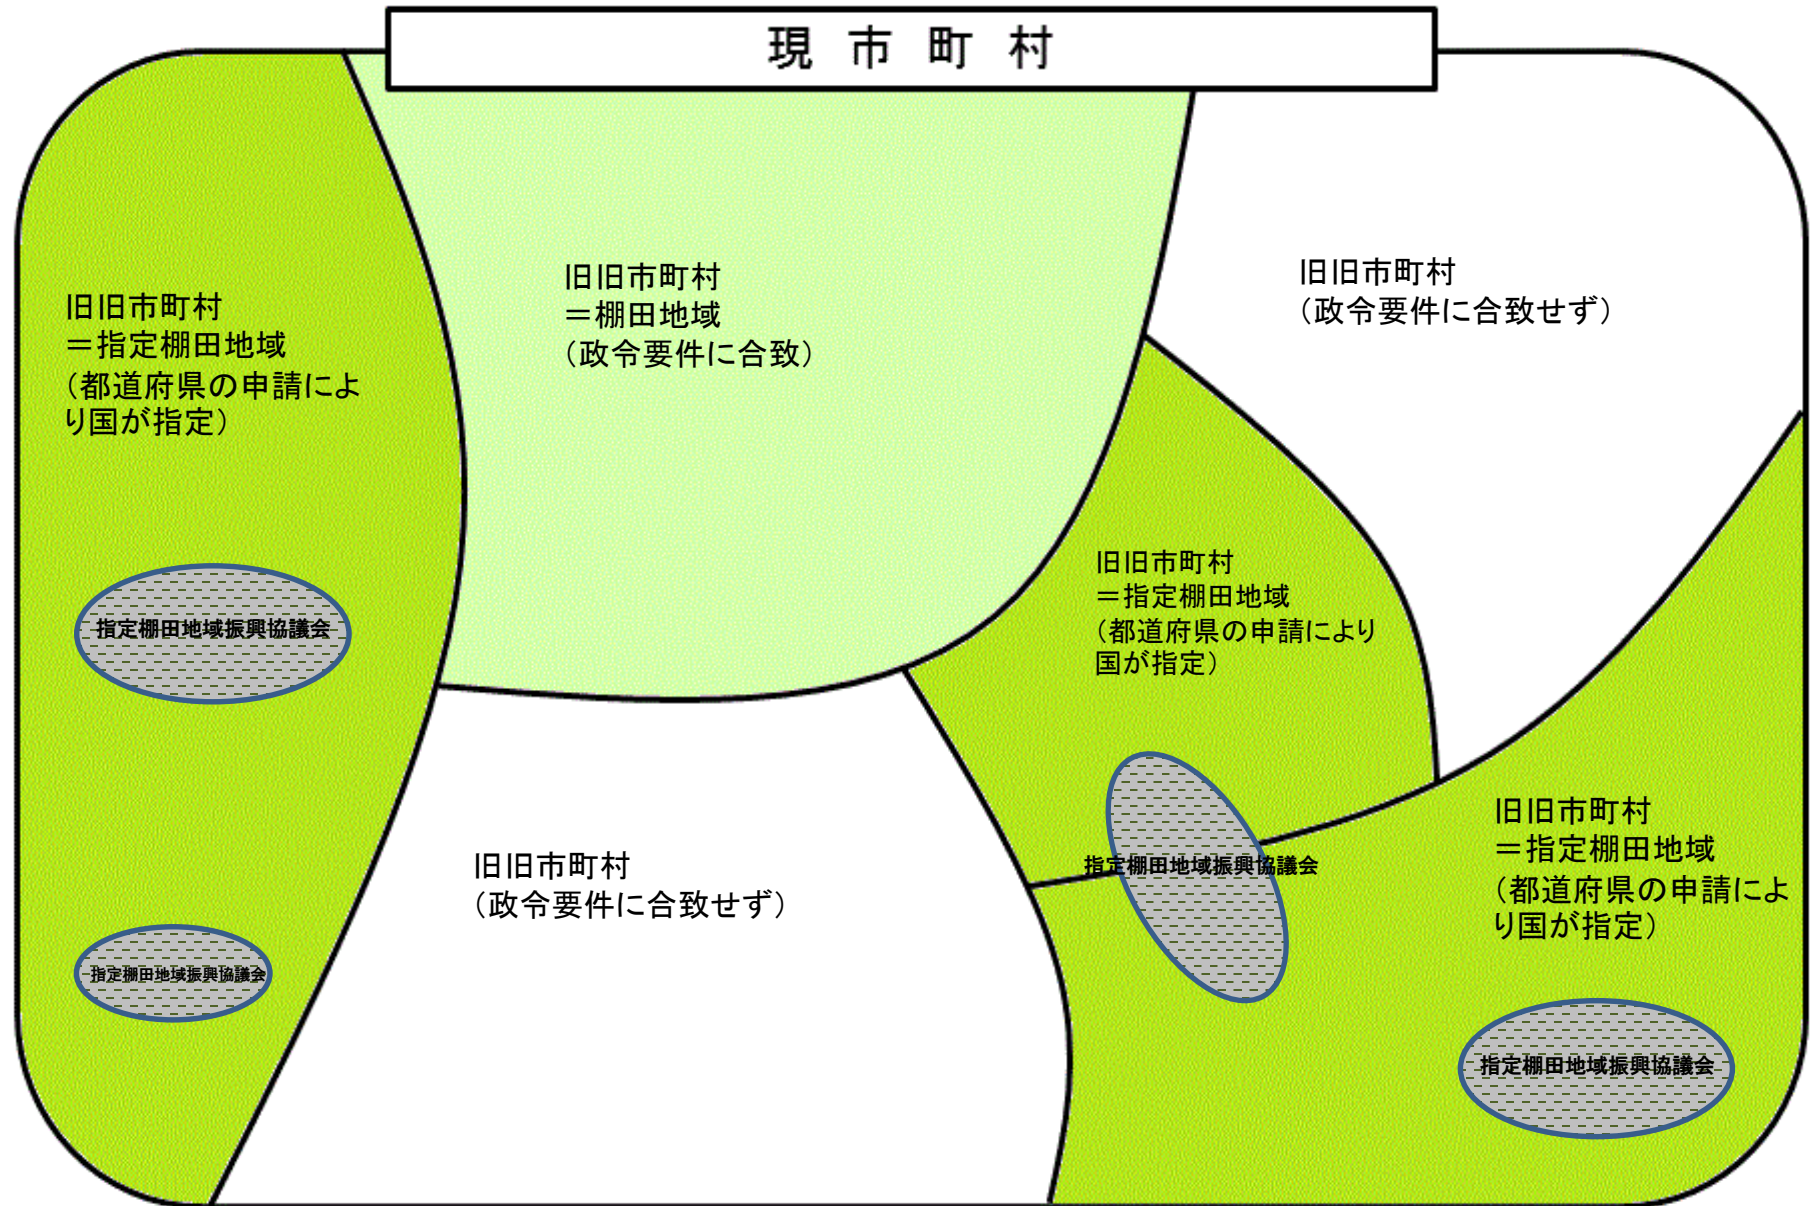 現市町村
旧旧市町村
＝指定棚田地域
（都道府県の申請によ
り国が指定）
旧旧市町村
＝棚田地域
（政令要件に合致）
旧旧市町村
（政令要件に合致せず）
旧旧市町村
＝指定棚田地域
（都道府県の申請により
国が指定）
指定棚田地域振興協議会
指定棚田地域振興協議会
旧旧市町村
（政令要件に合致せず）
指定棚田地域振興協議会
旧旧市町村
＝指定棚田地域
（都道府県の申請によ
り国が指定）
指定棚田地域振興協議会